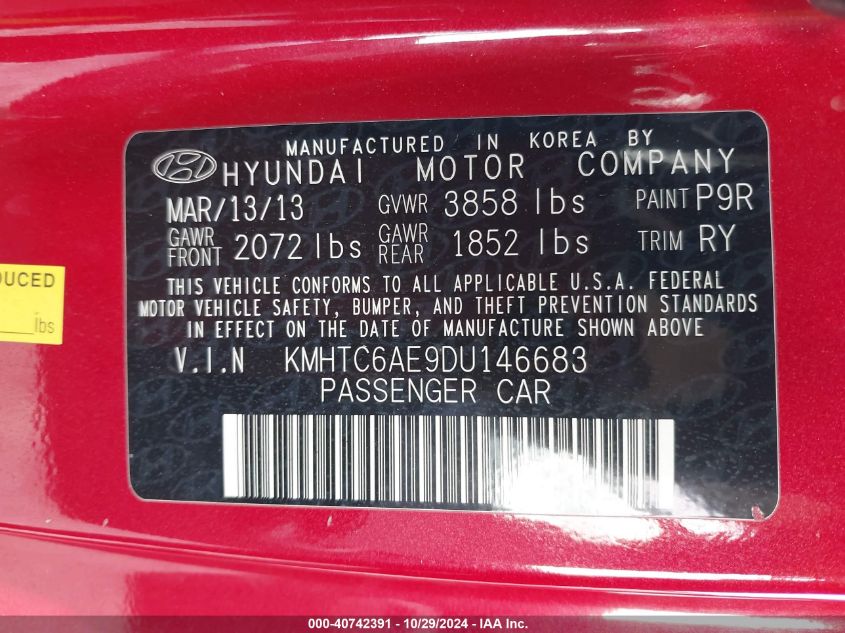 MANUFACTURED IN KOREA BY
HYUNDAI MOTOR COMPANY
MAR/13/13 GVWR 3858 lbs PAINT P9R
GAWR FRONT 2072 lbs GAWR REAR 1852 lbs TRIM RY
THIS VEHICLE CONFORMS TO ALL APPLICABLE U.S.A. FEDERAL
MOTOR VEHICLE SAFETY, BUMPER, AND THEFT PREVENTION STANDARDS
IN EFFECT ON THE DATE OF MANUFACTURE SHOWN ABOVE
V.I.N KMHTC6AE9DU146683
PASSENGER CAR
DUCED
lbs
000-40742391 - 10/29/2024 - IAA Inc.